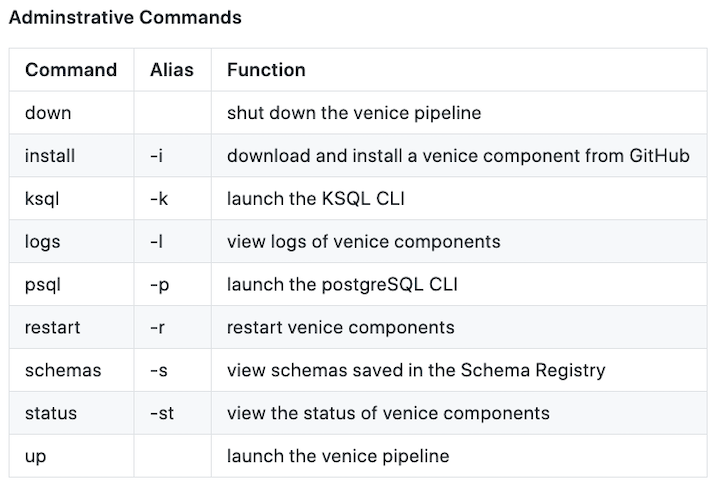 Adminstrative Commands
Command Alias Function
down shut down the venice pipeline
install -i download and install a venice component from GitHub
ksql -k launch the KSQL CLI
logs -l view logs of venice components
psql -p launch the postgreSQL CLI
restart -r restart venice components
schemas -s view schemas saved in the Schema Registry
status -st view the status of venice components
up launch the venice pipeline